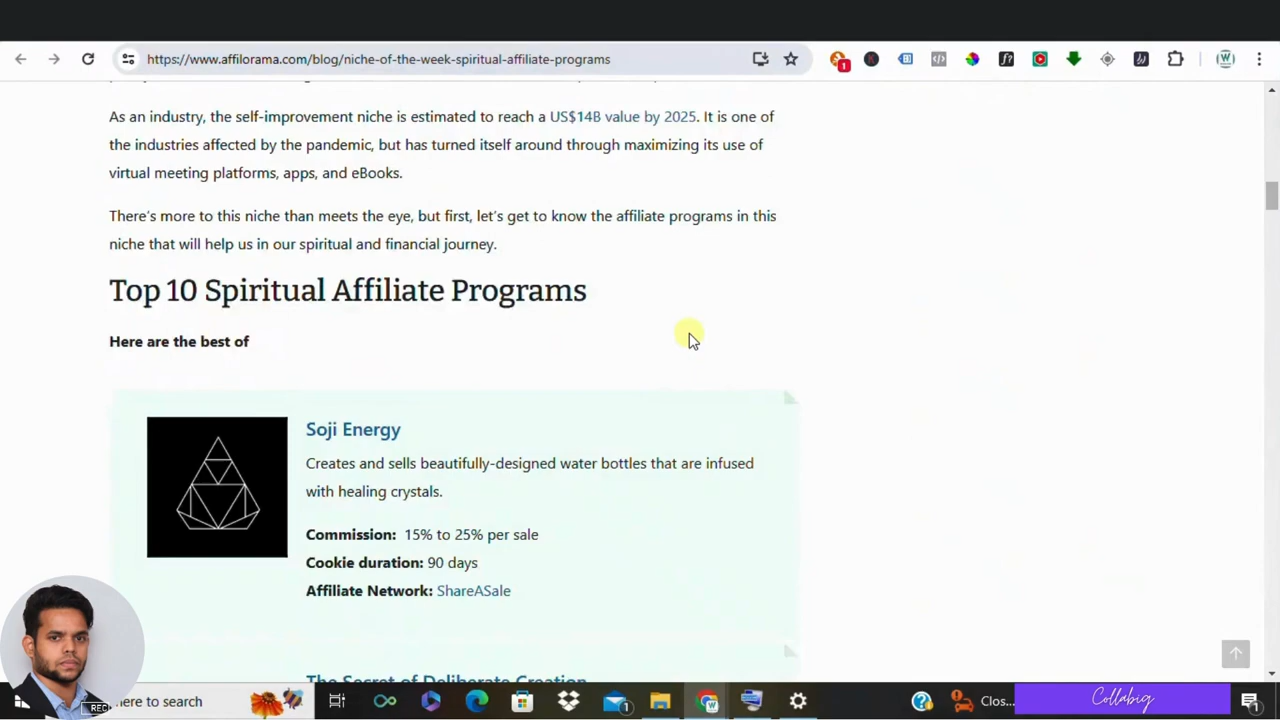 https://www.affilorama.com/blog/niche-of-the-week-spiritual-affiliate-programs
1
f?
As an industry, the self-improvement niche is estimated to reach a US$14B value by 2025. It is one of
the industries affected by the pandemic, but has turned itself around through maximizing its use of
virtual meeting platforms, apps, and eBooks.
There's more to this niche than meets the eye, but first, let's get to know the affiliate programs in this
niche that will help us in our spiritual and financial journey.
Top 10 Spiritual Affiliate Programs
Here are the best of
Soji Energy
Creates and sells beautifully-designed water bottles that are infused
with healing crystals.
Commission: 15% to 25% per sale
Cookie duration: 90 days
Affiliate Network: ShareASale
The Secret of Deliberate Creation
REC
here to search
1
Clos...
Collabig
1